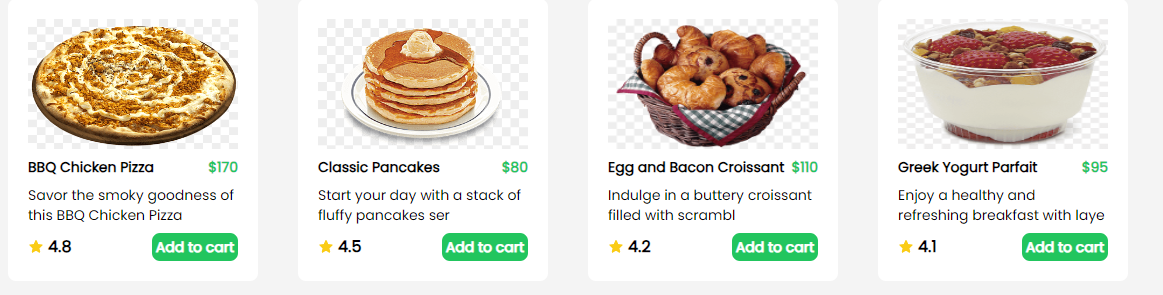 BBQ Chicken Pizza $170
Savor the smoky goodness of
this BBQ Chicken Pizza
4.8 Add to cart
Classic Pancakes $80
Start your day with a stack of
fluffy pancakes ser
4.5 Add to cart
Egg and Bacon Croissant $110
Indulge in a buttery croissant
filled with scrambl
4.2 Add to cart
Greek Yogurt Parfait $95
Enjoy a healthy and
refreshing breakfast with laye
4.1 Add to cart